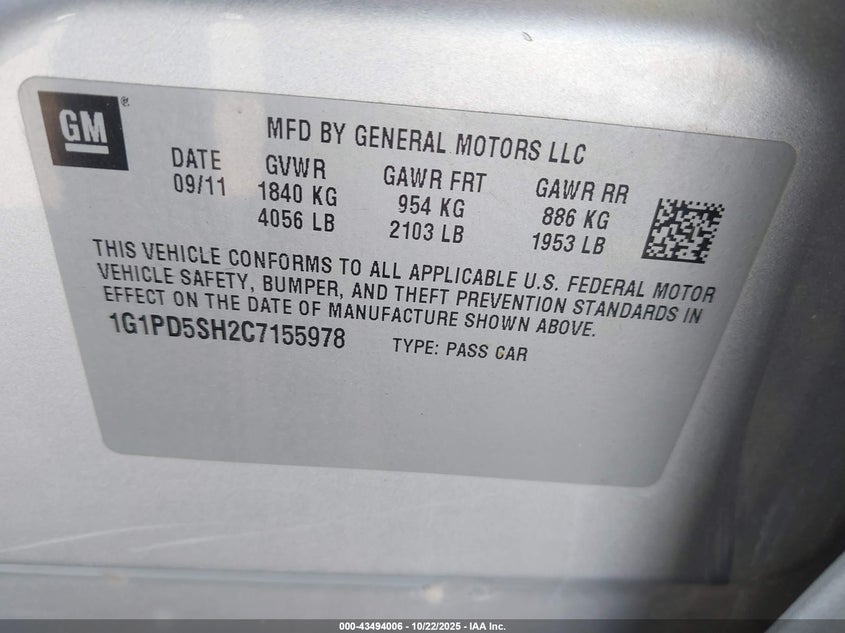 GM®
MFD BY GENERAL MOTORS LLC
DATE GVWR GAWR FRT GAWR RR
09/11 1840 KG 954 KG 886 KG
4056 LB 2103 LB 1953 LB
THIS VEHICLE CONFORMS TO ALL APPLICABLE U.S. FEDERAL MOTOR
VEHICLE SAFETY, BUMPER, AND THEFT PREVENTION STANDARDS IN
EFFECT ON THE DATE OF MANUFACTURE SHOWN ABOVE.
1G1PD5SH2C7155978 TYPE: PASS CAR
000-43494006 - 10/22/2025 - IAA Inc.